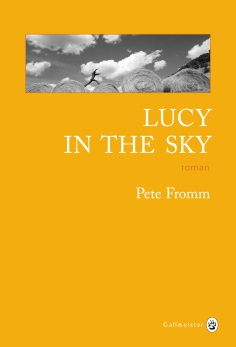 LUCY
IN THE SKY
roman
Pete Fromm
Gallmeister